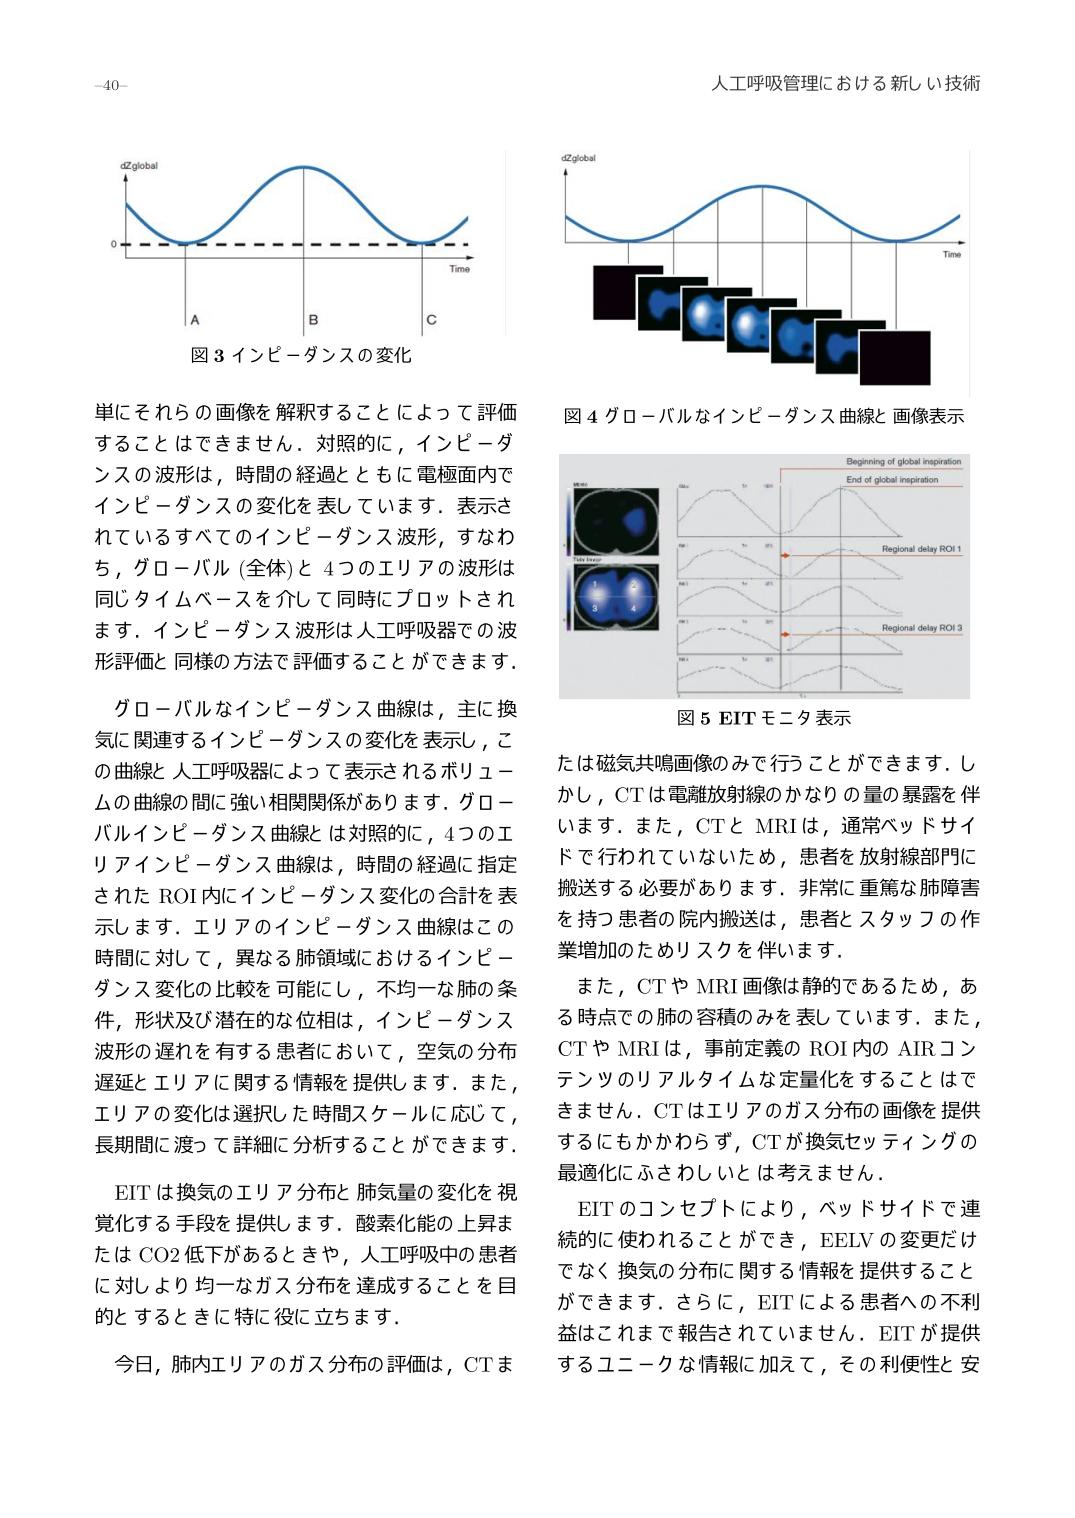 –40–
人工呼吸管理における新しい技術
dZglobal
0
Time
A
B
C
図 3 インピーダンスの変化
単にそれらの画像を解釈することによって評価
することはできません．対照的に，インピーダ
ンスの波形は，時間の経過とともに電極面内で
インピーダンスの変化を表しています．表示さ
れているすべてのインピーダンス波形，すなわ
ち，グローバル (全体)と 4つのエリアの波形は
同じタイムベースを介して同時にプロットされ
ます．インピーダンス波形は人工呼吸器での波
形評価と同様の方法で評価することができます．
グローバルなインピーダンス曲線は，主に換
気に関連するインピーダンスの変化を表示し，こ
の曲線と人工呼吸器によって表示されるボリュー
ムの曲線の間に強い相関関係があります．グロー
バルインピーダンス曲線とは対照的に，4つのエ
リアインピーダンス曲線は，時間の経過に指定
された ROI 内にインピーダンス変化の合計を表
示します．エリアのインピーダンス曲線はこの
時間に対して，異なる肺領域におけるインピー
ダンス変化の比較を可能にし，不均一な肺の条
件，形状及び潜在的な位相は，インピーダンス
波形の遅れを有する患者において，空気の分布
遅延とエリアに関する情報を提供します．また，
エリアの変化は選択した時間スケールに応じて，
長期間に渡って詳細に分析することができます．
EIT は換気のエリア分布と肺気量の変化を視
覚化する手段を提供します．酸素化能の上昇ま
たは CO2 低下があるときや，人工呼吸中の患者
に対しより均一なガス分布を達成することを目
的とするときに特に役に立ちます．
今日，肺内エリアのガス分布の評価は，CT ま
dZglobal
Time
図 4 グローバルなインピーダンス曲線と画像表示
Beginning of global inspiration
End of global inspiration
Regional delay ROI 1
1
2
3
4
Regional delay ROI 3
図 5 EIT モニタ表示
たは磁気共鳴画像のみで行うことができます．し
かし，CT は電離放射線のかなりの量の暴露を伴
います．また，CT と MRI は，通常ベッドサイ
ドで行われていないため，患者を放射線部門に
搬送する必要があります．非常に重篤な肺障害
を持つ患者の院内搬送は，患者とスタッフの作
業増加のためリスクを伴います．
また，CT や MRI 画像は静的であるため，あ
る時点での肺の容積のみを表しています．また，
CT や MRI は，事前定義の ROI 内の AIR コン
テンツのリアルタイムな定量化をすることはで
きません．CT はエリアのガス分布の画像を提供
するにもかかわらず，CT が換気セッティングの
最適化にふさわしいとは考えません．
EIT のコンセプトにより，ベッドサイドで連
続的に使われることができ，EELV の変更だけ
でなく換気の分布に関する情報を提供すること
ができます．さらに，EIT による患者への不利
益はこれまで報告されていません．EIT が提供
するユニークな情報に加えて，その利便性と安